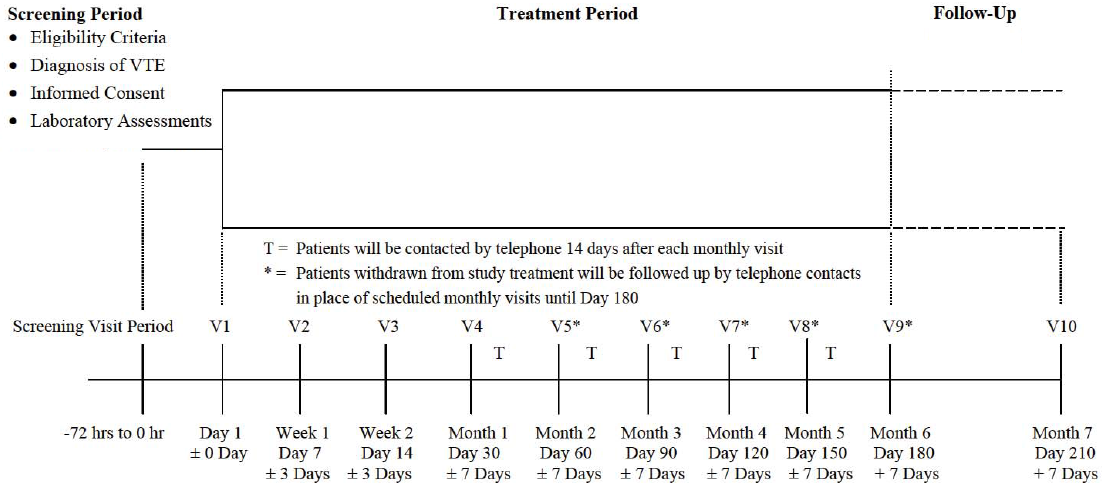 Screening Period
Treatment Period
Follow-Up
• Eligibility Criteria
• Diagnosis of VTE
• Informed Consent
• Laboratory Assessments
T = Patients will be contacted by telephone 14 days after each monthly visit
* = Patients withdrawn from study treatment will be followed up by telephone contacts
in place of scheduled monthly visits until Day 180
Screening Visit Period V1 V2 V3 V4 V5* V6* V7* V8* V9* V10
T T T T T
-72 hrs to 0 hr Day 1 Week 1 Week 2 Month 1 Month 2 Month 3 Month 4 Month 5 Month 6 Month 7
± 0 Day Day 7 Day 14 Day 30 Day 60 Day 90 Day 120 Day 150 Day 180 Day 210
± 3 Days ± 3 Days ± 7 Days ± 7 Days ± 7 Days ± 7 Days ± 7 Days + 7 Days + 7 Days